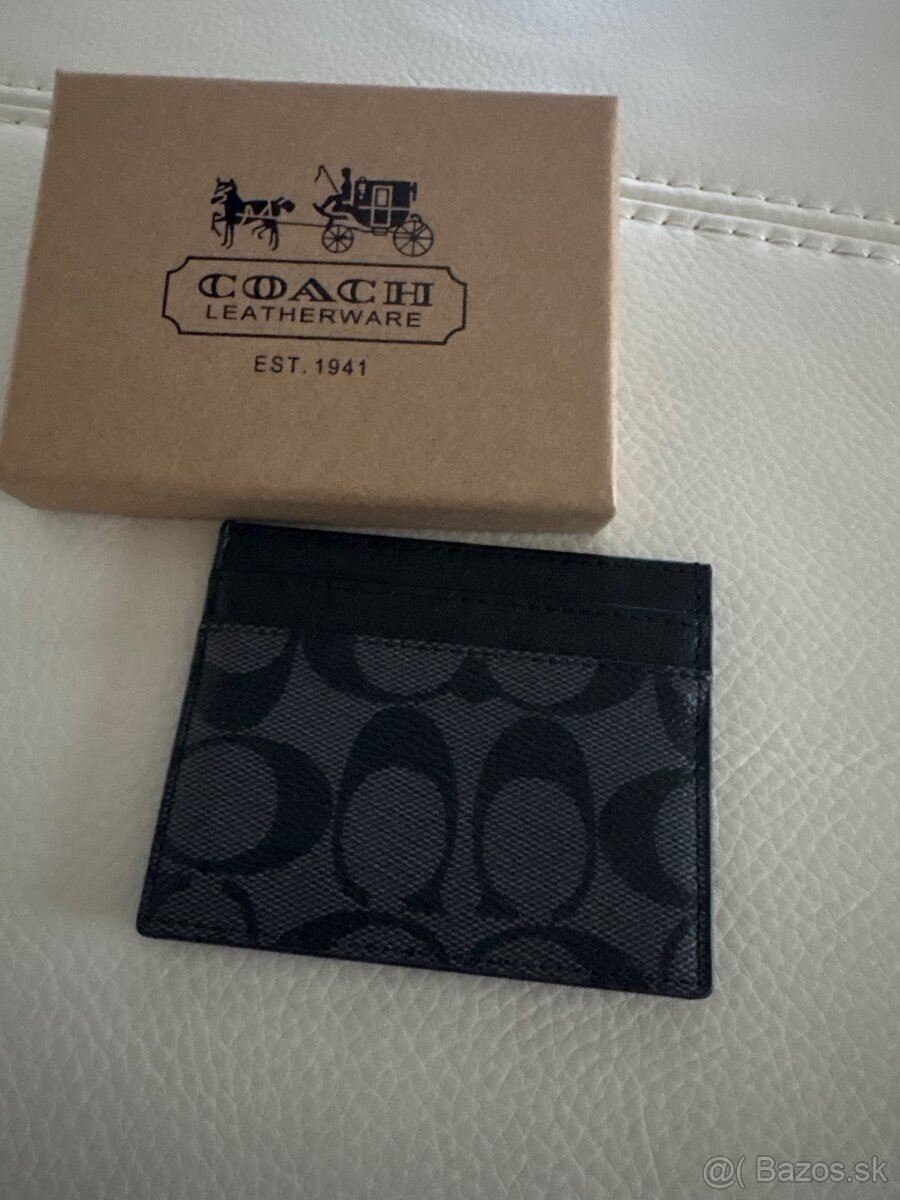 COACH
LEATHERWARE
EST. 1941
@( Bazos.sk